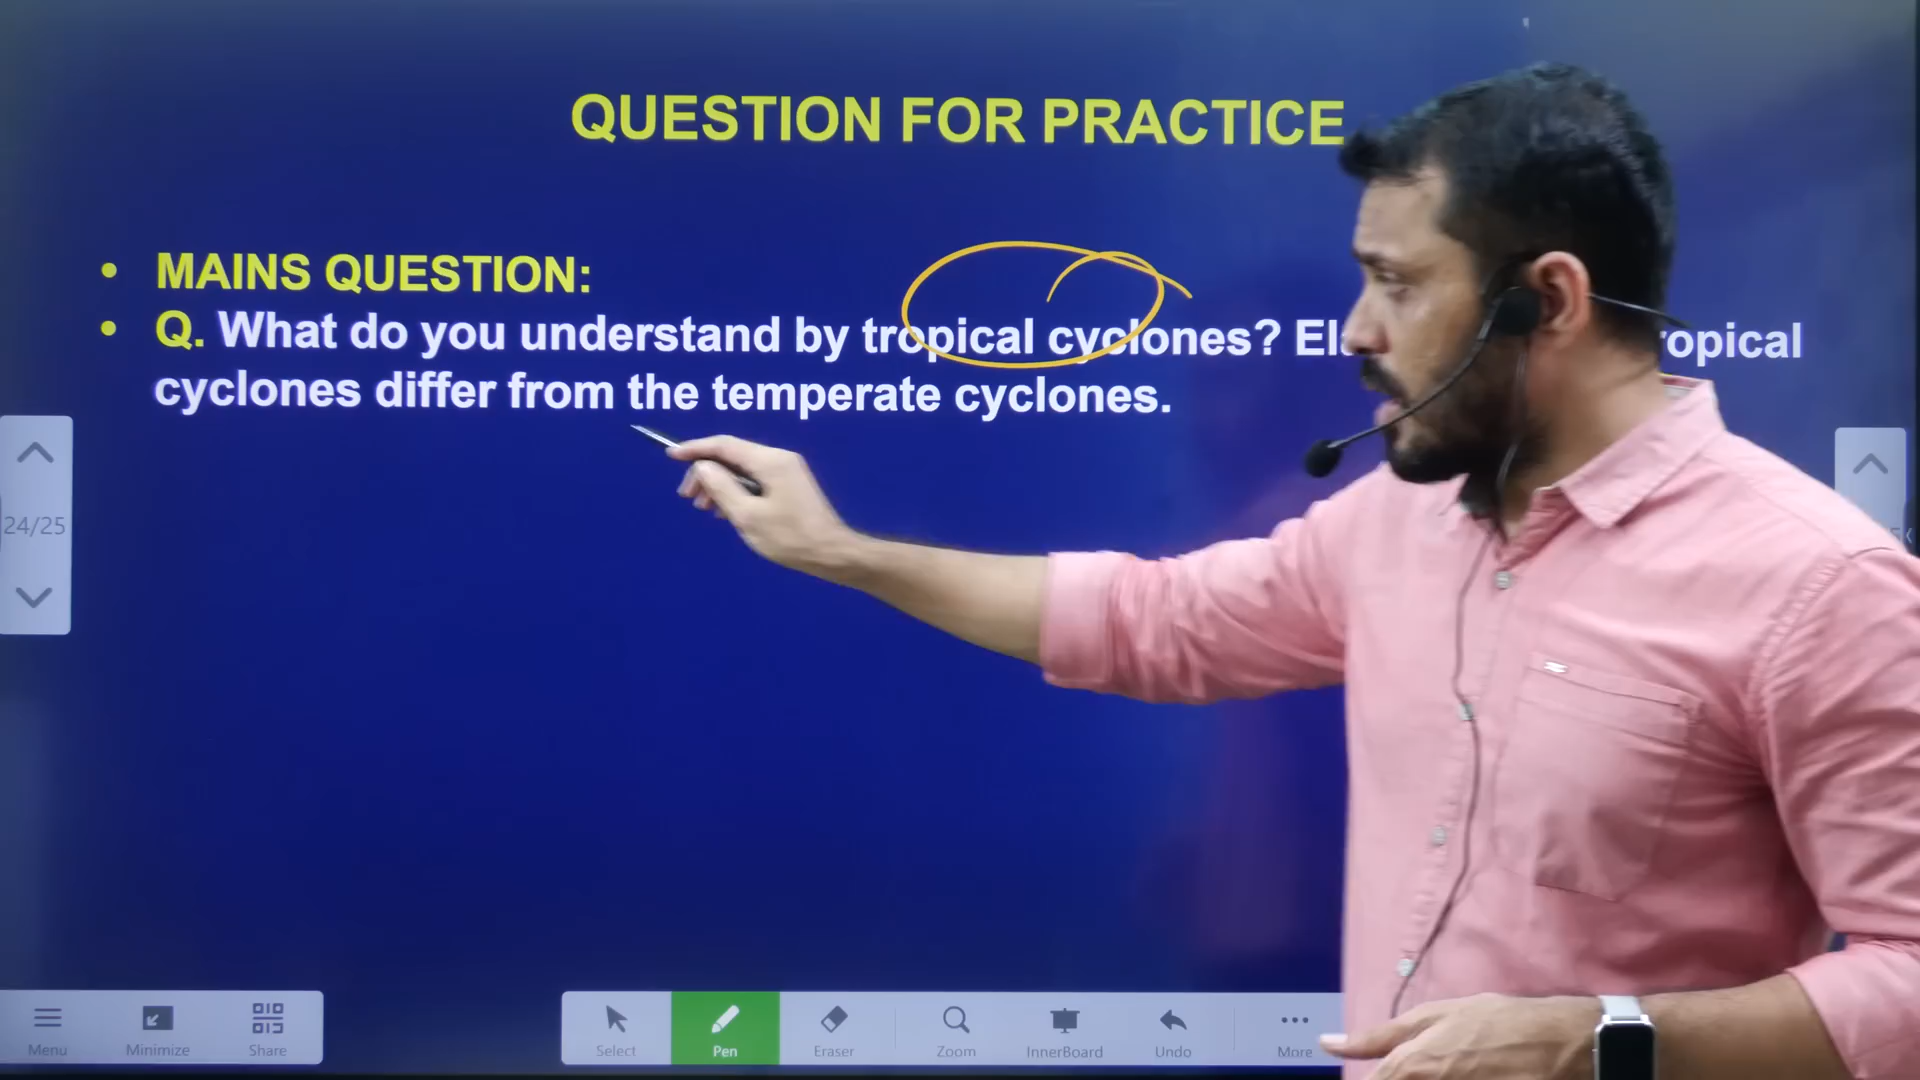 QUESTION FOR PRACTICE
• MAINS QUESTION:
• Q. What do you understand by tropical cyclones? El ropical
cyclones differ from the temperate cyclones.
24/25
Menu
Minimize
Share
Select
Pen
Eraser
Zoom
InnerBoard
Undo
More